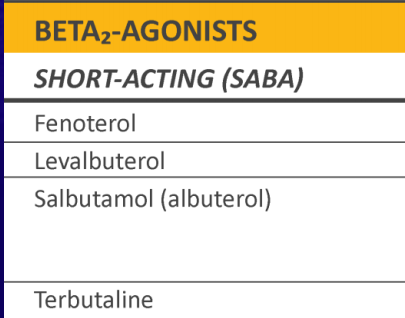 BETA₂-AGONISTS
SHORT-ACTING (SABA)
Fenoterol
Levalbuterol
Salbutamol (albuterol)
Terbutaline